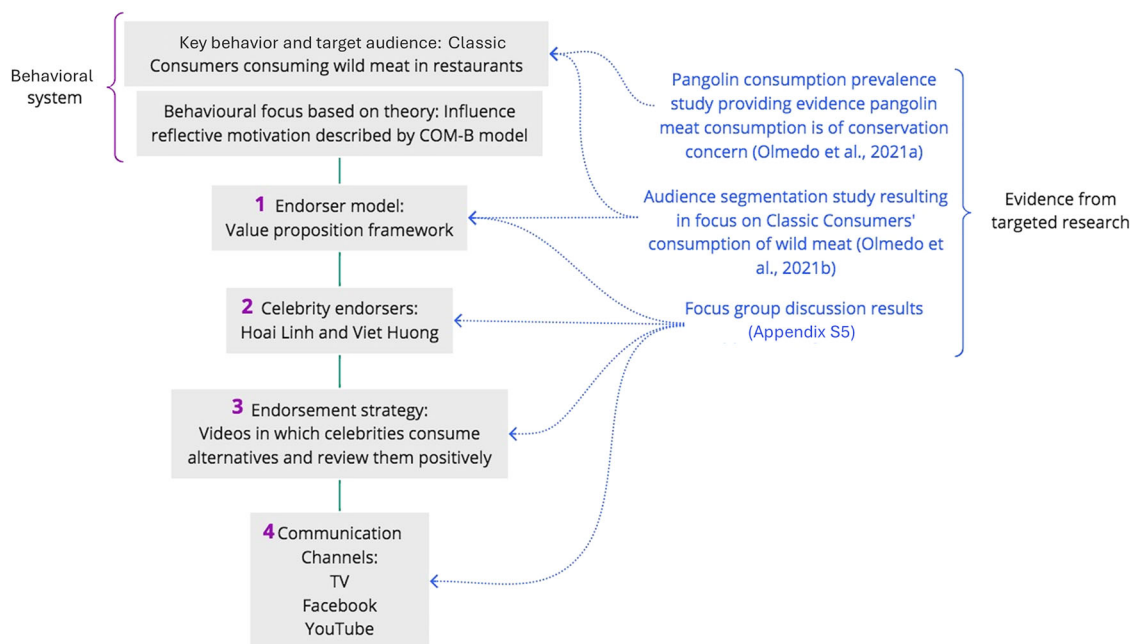 Behavioral
system
Key behavior and target audience: Classic
Consumers consuming wild meat in restaurants
Behavioural focus based on theory: Influence
reflective motivation described by COM-B model
1 Endorser model:
Value proposition framework
2 Celebrity endorsers:
Hoai Linh and Viet Huong
3 Endorsement strategy:
Videos in which celebrities consume
alternatives and review them positively
4 Communication
Channels:
TV
Facebook
YouTube
Pangolin consumption prevalence
study providing evidence pangolin
meat consumption is of conservation
concern (Olmedo et al., 2021a)
Audience segmentation study resulting
in focus on Classic Consumers'
consumption of wild meat (Olmedo et
al., 2021b)
Focus group discussion results
(Appendix S5)
Evidence from
targeted research